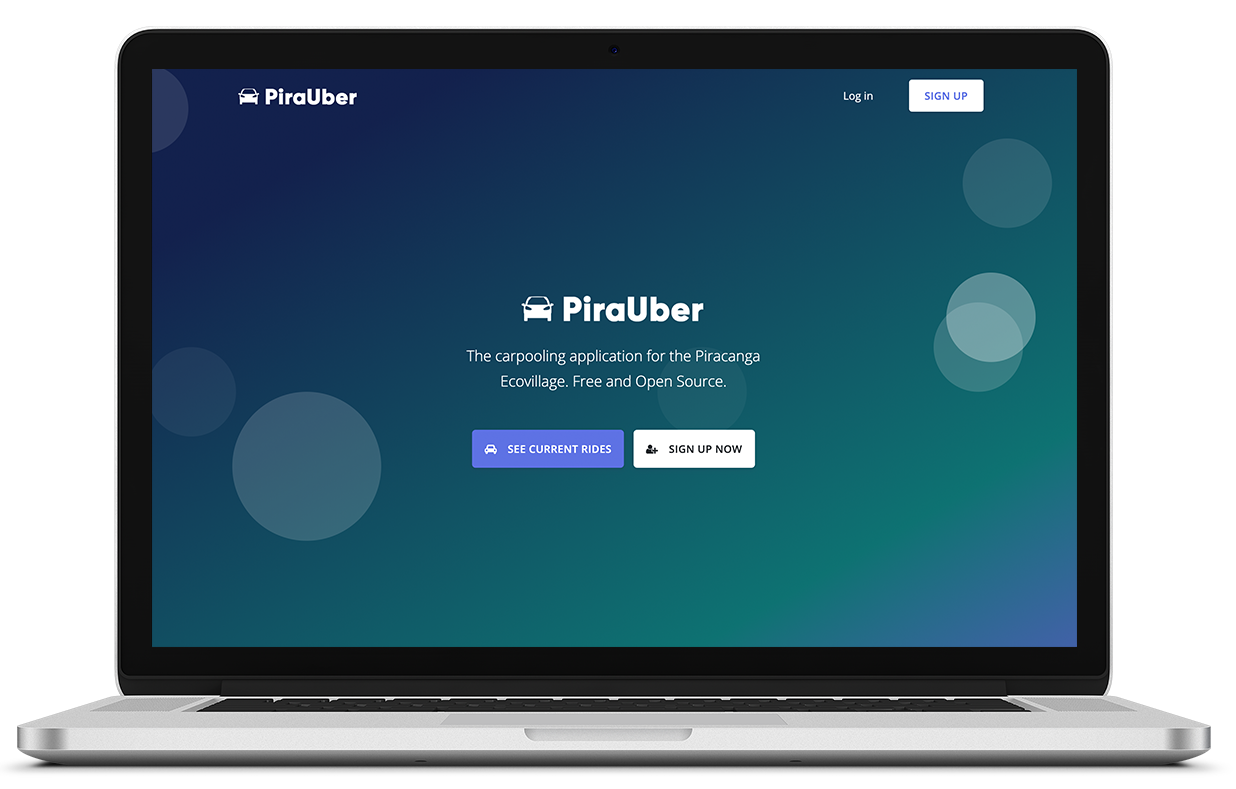 PiraUber
Log in
SIGN UP
PiraUber
The carpooling application for the Piracanga
Ecovillage. Free and Open Source.
SEE CURRENT RIDES
SIGN UP NOW